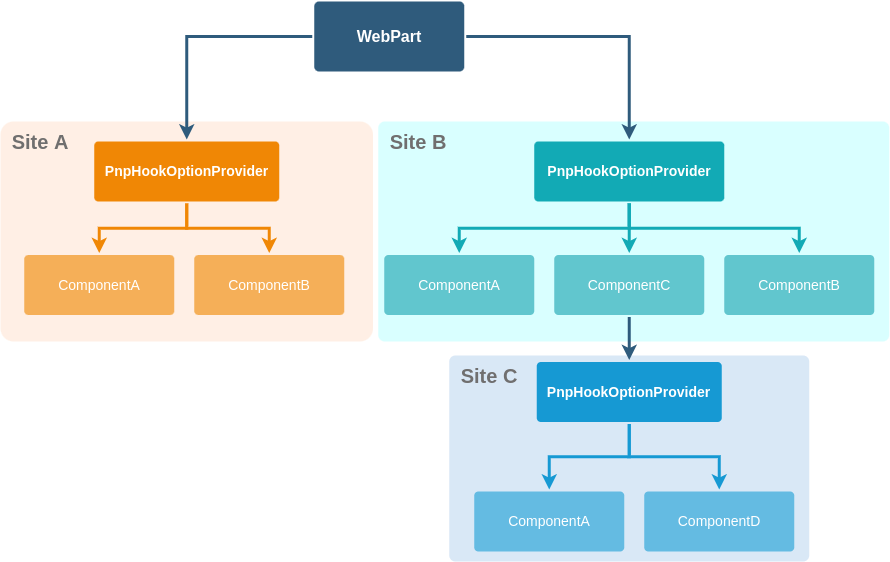 WebPart
Site A
PnpHookOptionProvider
ComponentA
ComponentB
Site B
PnpHookOptionProvider
ComponentA
ComponentC
ComponentB
Site C
PnpHookOptionProvider
ComponentA
ComponentD